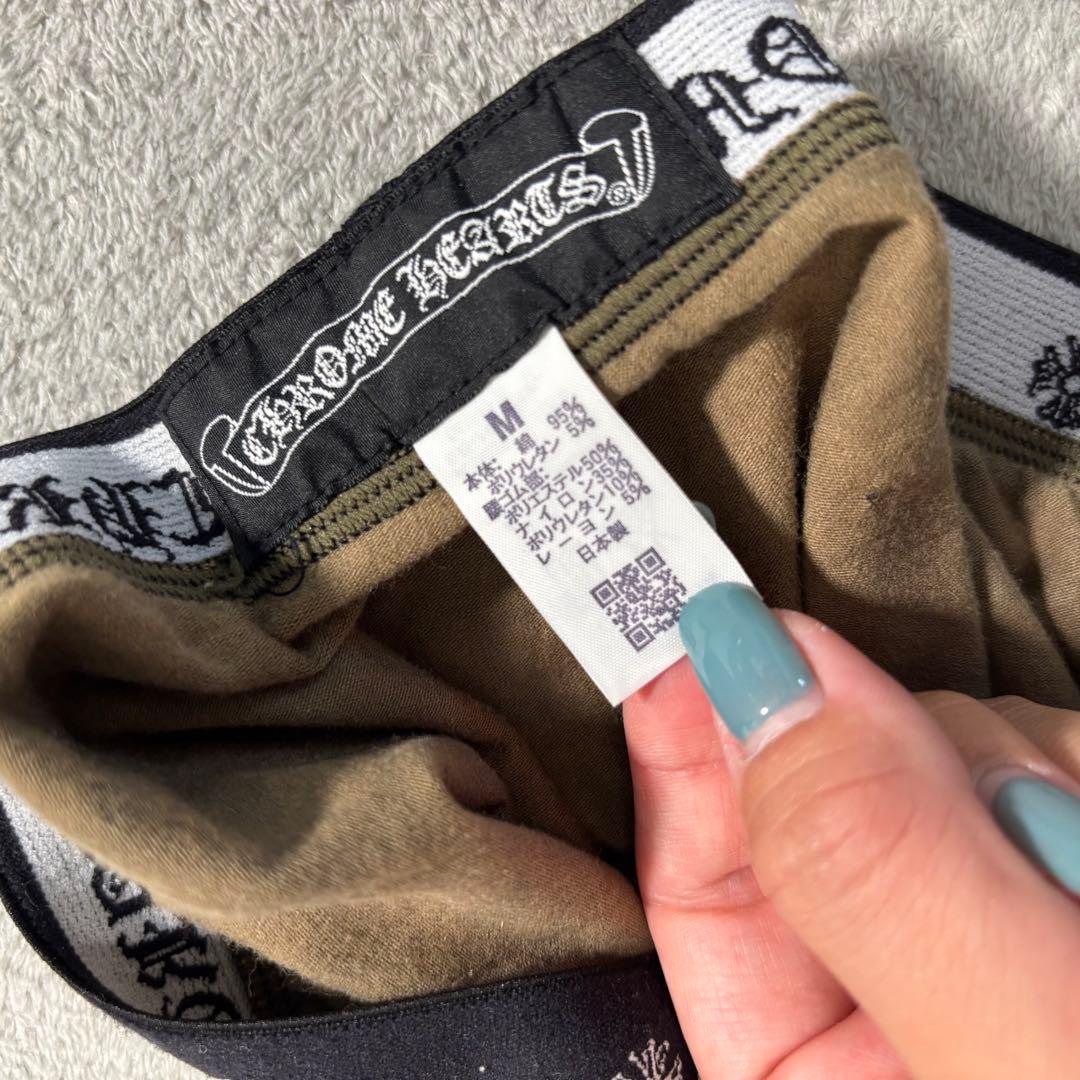 CHROME HEARTS
®
M
本体: 綿 95%
ポリウレタン 5%
腰ゴム部:
ポリエステル50%
ナイロン35%
ポリウレタン10%
レーヨン 5%
日本製